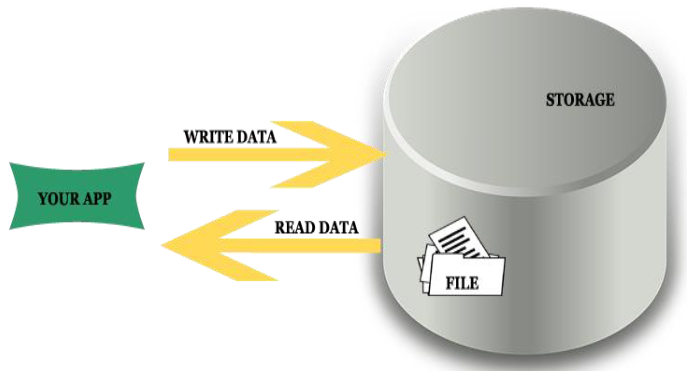 STORAGE
WRITE DATA
YOUR APP
READ DATA
FILE